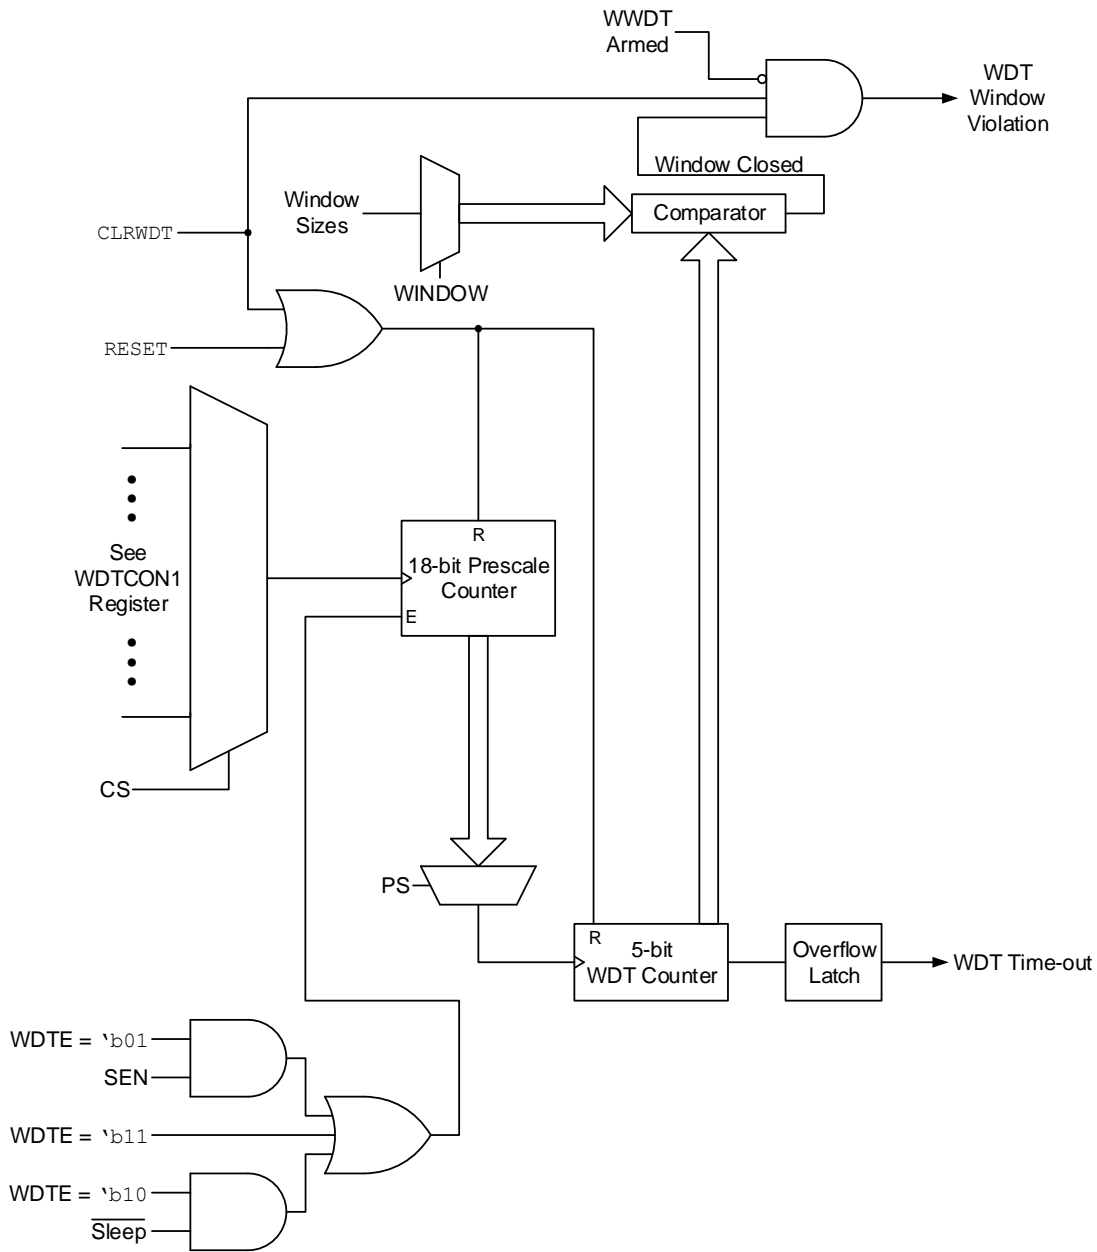 WWDT
Armed
WDT
Window
Violation
Window Closed
Window
Sizes
Comparator
CLRWDT
WINDOW
RESET
R
18-bit Prescale
Counter
E
See
WDTCON1
Register
CS
PS
R
5-bit
WDT Counter
Overflow
Latch
WDT Time-out
WDTE = ‘b01
SEN
WDTE = ‘b11
WDTE = ‘b10
Sleep